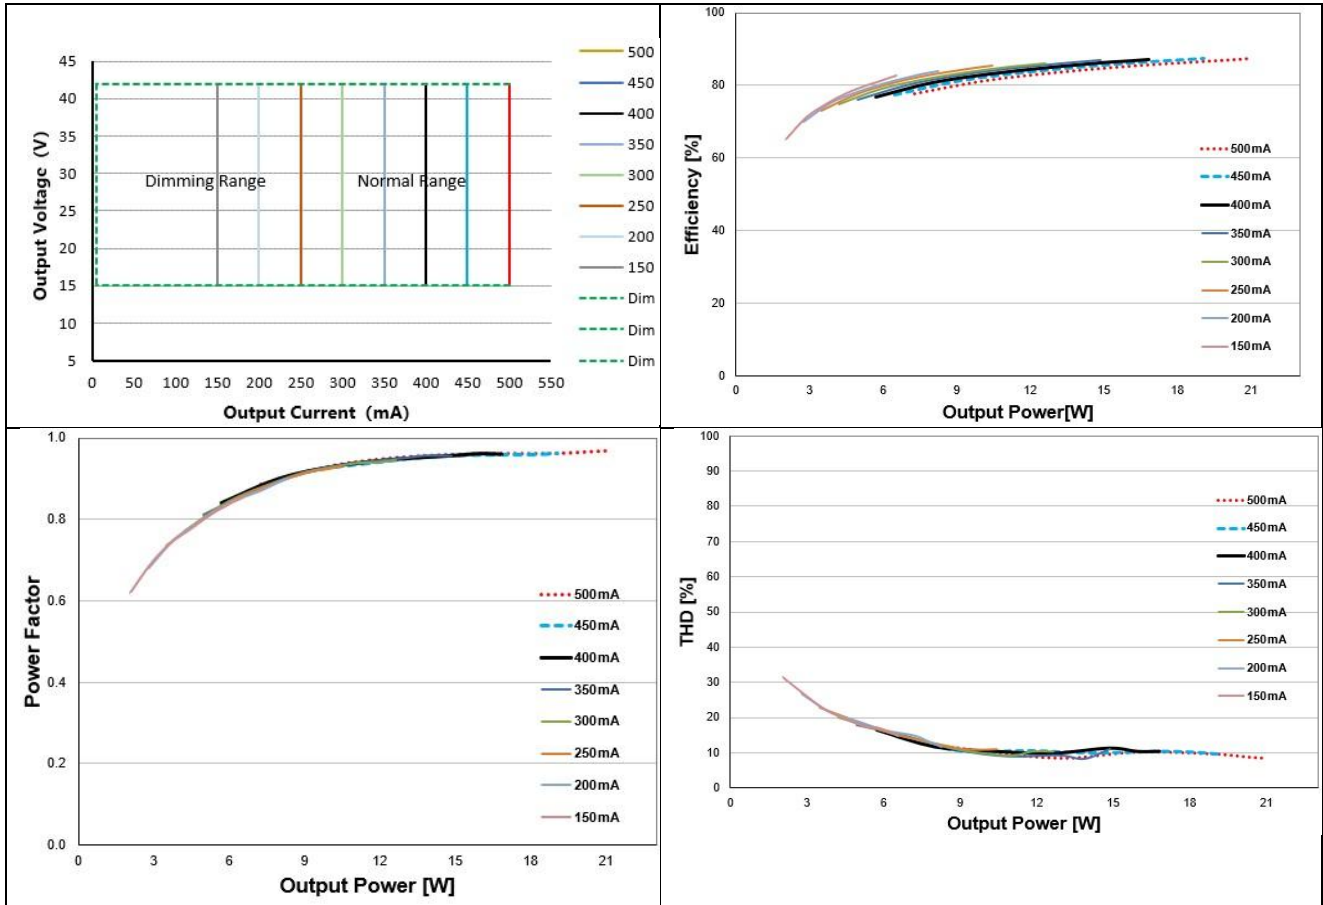 45
40
35
30
25
20
15
10
5
Output Voltage (V)
Dimming Range
Normal Range
0 50 100 150 200 250 300 350 400 450 500 550
Output Current (mA)
500
450
400
350
300
250
200
150
Dim
Dim
Dim
100
80
60
40
20
0
Efficiency [%]
500mA
450mA
400mA
350mA
300mA
250mA
200mA
150mA
0 3 6 9 12 15 18 21
Output Power[W]
1.0
0.8
0.6
0.4
0.2
0.0
Power Factor
500mA
450mA
400mA
350mA
300mA
250mA
200mA
150mA
0 3 6 9 12 15 18 21
Output Power [W]
100
90
80
70
60
50
40
30
20
10
0
THD [%]
500mA
450mA
400mA
350mA
300mA
250mA
200mA
150mA
0 3 6 9 12 15 18 21
Output Power [W]